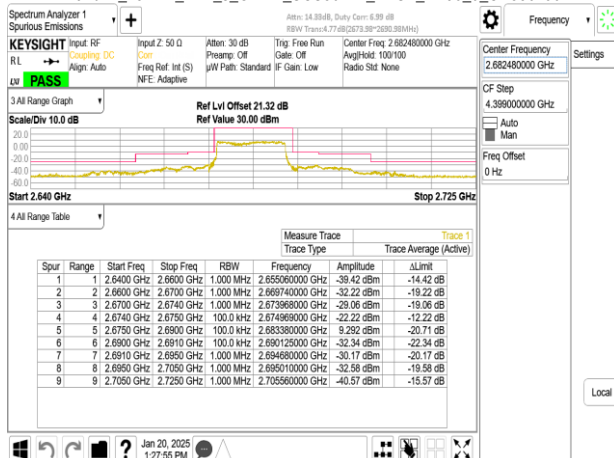 Spectrum Analyzer 1
Spurious Emissions
Attn: 14.33dB, Duty Corr: 6.99 dB
RBW Trans:4.77dB(2673.98~2690.98MHz)
Frequency
KEYSIGHT Input: RF
Coupling: DC
Align: Auto
Input Z: 50 Ω
Corr
Freq Ref: Int (S)
NFE: Adaptive
Atten: 30 dB
Preamp: Off
µW Path: Standard
Trig: Free Run
Gate: Off
IF Gain: Low
Center Freq: 2.682480000 GHz
Avg|Hold: 100/100
Radio Std: None
RL
LXI PASS
Center Frequency
2.682480000 GHz
Settings
CF Step
4.399000000 GHz
Auto
Man
Freq Offset
0 Hz
3 All Range Graph
Scale/Div 10.0 dB
Ref Lvl Offset 21.32 dB
Ref Value 30.00 dBm
20.0
0.00
-20.0
-40.0
-60.0
Start 2.640 GHz
Stop 2.725 GHz
4 All Range Table
Measure Trace Trace 1
Trace Type Trace Average (Active)
Spur Range Start Freq Stop Freq RBW Frequency Amplitude ΔLimit
1 1 2.6400 GHz 2.6600 GHz 1.000 MHz 2.655060000 GHz -39.42 dBm -14.42 dB
2 2 2.6600 GHz 2.6700 GHz 1.000 MHz 2.669740000 GHz -32.22 dBm -19.22 dB
3 3 2.6700 GHz 2.6740 GHz 1.000 MHz 2.673968000 GHz -29.06 dBm -19.06 dB
4 4 2.6740 GHz 2.6750 GHz 100.0 kHz 2.674969000 GHz -22.22 dBm -12.22 dB
5 5 2.6750 GHz 2.6900 GHz 100.0 kHz 2.683380000 GHz 9.292 dBm -20.71 dB
6 6 2.6900 GHz 2.6910 GHz 100.0 kHz 2.690125000 GHz -32.34 dBm -22.34 dB
7 7 2.6910 GHz 2.6950 GHz 1.000 MHz 2.694680000 GHz -30.17 dBm -20.17 dB
8 8 2.6950 GHz 2.7050 GHz 1.000 MHz 2.695010000 GHz -32.58 dBm -19.58 dB
9 9 2.7050 GHz 2.7250 GHz 1.000 MHz 2.705560000 GHz -40.57 dBm -15.57 dB
Local
Jan 20, 2025
1:27:55 PM